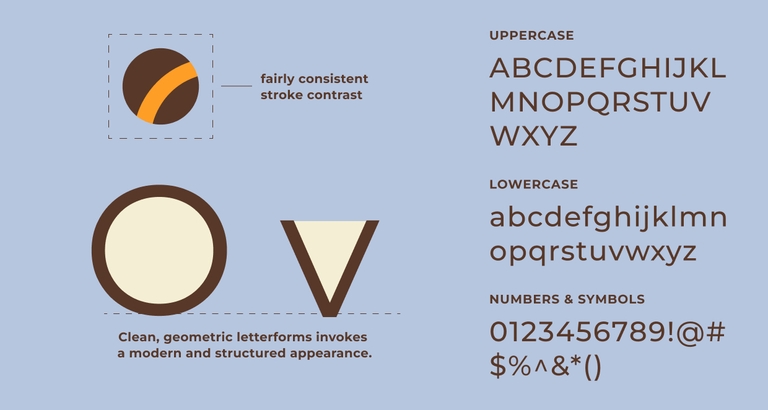 fairly consistent
stroke contrast
O V
Clean, geometric letterforms invokes
a modern and structured appearance.
UPPERCASE
ABCDEFGHIJKL
MNOPQRSTUV
WXYZ
LOWERCASE
abcdefghijklmn
opqrstuvwxyz
NUMBERS & SYMBOLS
0123456789!@#
$%^&*()